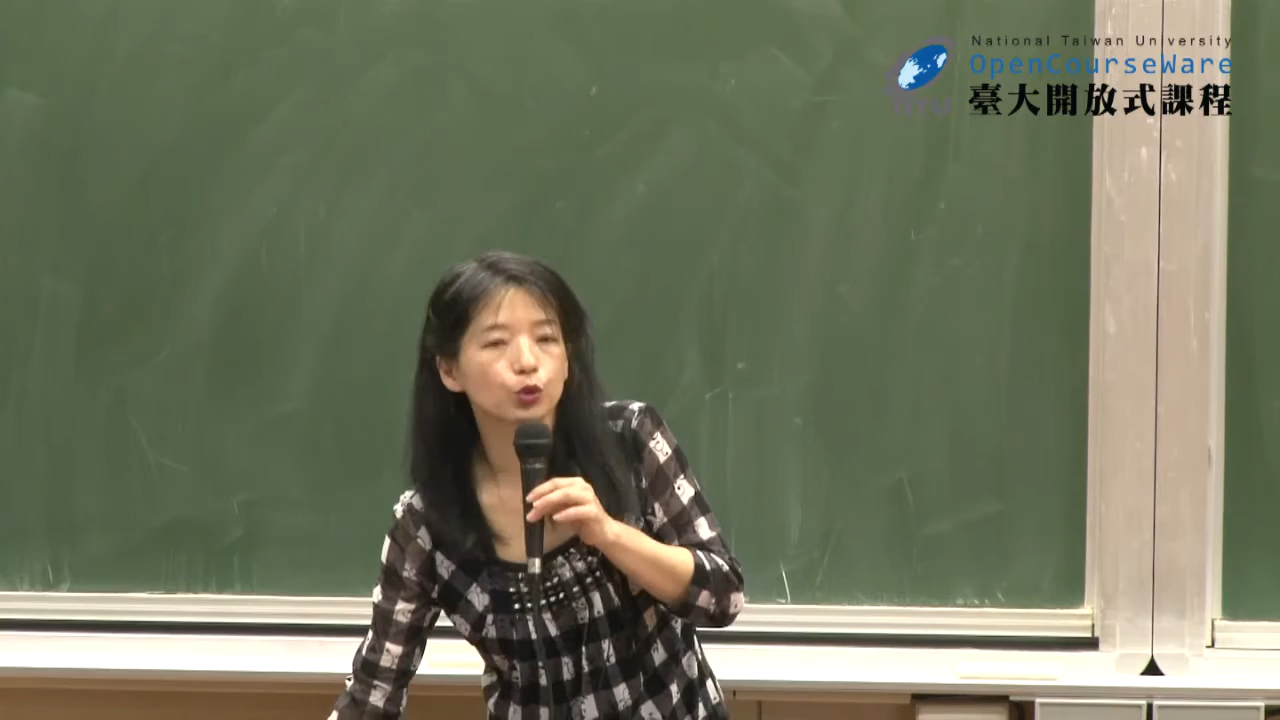 National Taiwan University
OpenCourseWare
臺大開放式課程